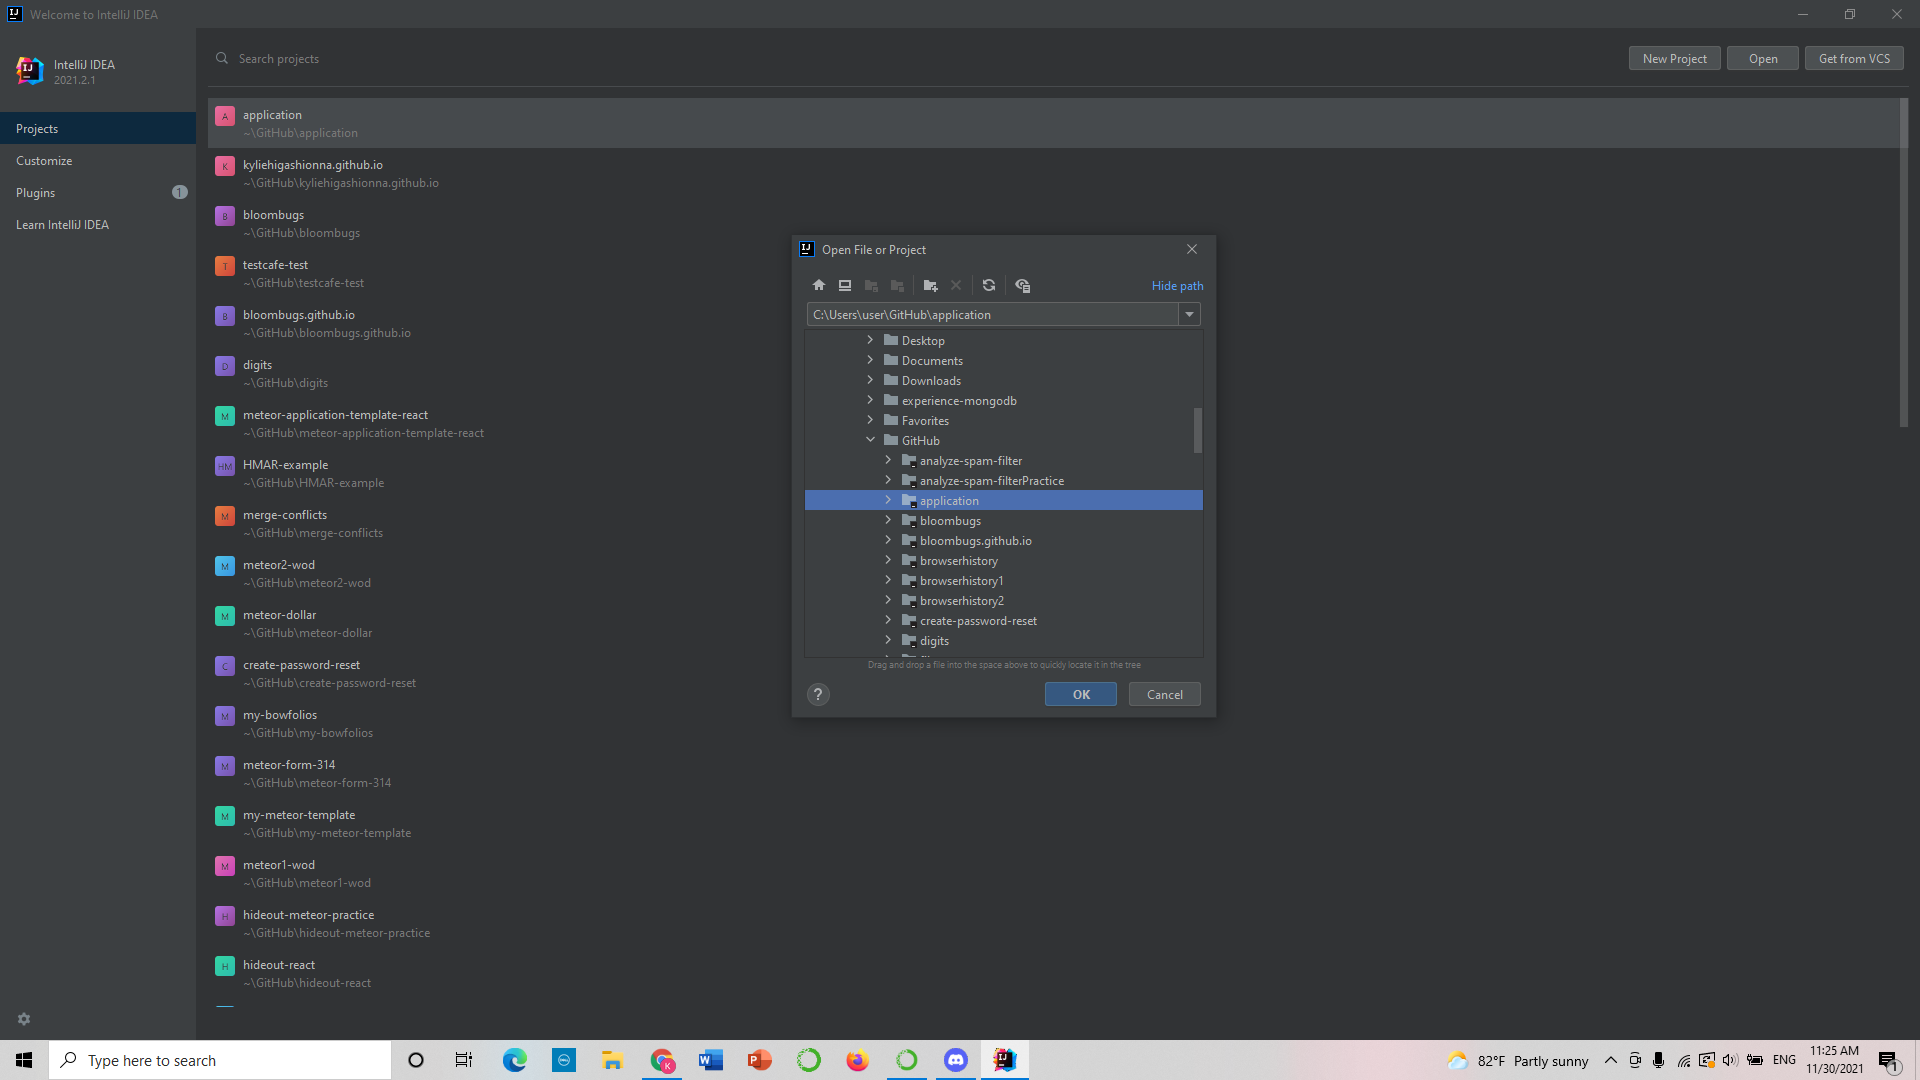 Welcome to IntelliJ IDEA
IntelliJ IDEA
2021.2.1
Projects
Customize
Plugins
1
Learn IntelliJ IDEA
Search projects
New Project
Open
Get from VCS
A
application
~\GitHub\application
K
kyliehigashionna.github.io
~\GitHub\kyliehigashionna.github.io
B
bloombugs
~\GitHub\bloombugs
T
testcafe-test
~\GitHub\testcafe-test
B
bloombugs.github.io
~\GitHub\bloombugs.github.io
D
digits
~\GitHub\digits
M
meteor-application-template-react
~\GitHub\meteor-application-template-react
HM
HMAR-example
~\GitHub\HMAR-example
M
merge-conflicts
~\GitHub\merge-conflicts
M
meteor2-wod
~\GitHub\meteor2-wod
M
meteor-dollar
~\GitHub\meteor-dollar
C
create-password-reset
~\GitHub\create-password-reset
M
my-bowfolios
~\GitHub\my-bowfolios
M
meteor-form-314
~\GitHub\meteor-form-314
M
my-meteor-template
~\GitHub\my-meteor-template
M
meteor1-wod
~\GitHub\meteor1-wod
H
hideout-meteor-practice
~\GitHub\hideout-meteor-practice
H
hideout-react
~\GitHub\hideout-react
Open File or Project
Hide path
C:\Users\user\GitHub\application
Desktop
Documents
Downloads
experience-mongodb
Favorites
GitHub
analyze-spam-filter
analyze-spam-filterPractice
application
bloombugs
bloombugs.github.io
browserhistory
browserhistory1
browserhistory2
create-password-reset
digits
Drag and drop a file into the space above to quickly locate it in the tree
?
OK
Cancel
Type here to search
82°F Partly sunny
ENG
11:25 AM
11/30/2021
1